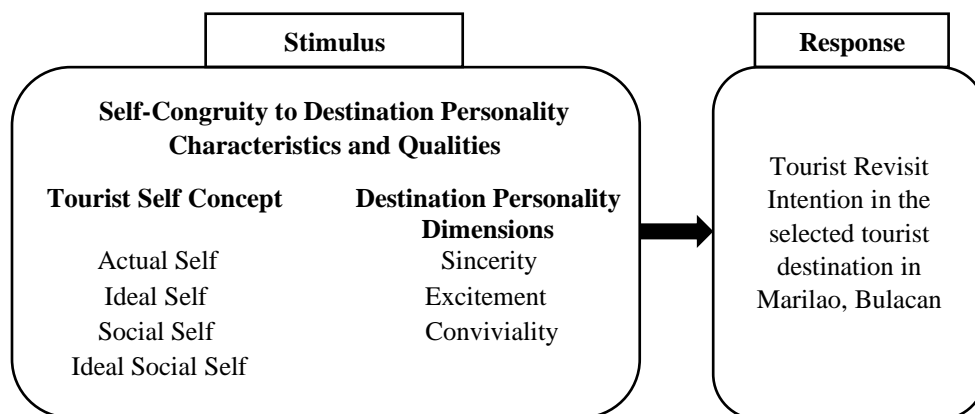 Stimulus
Response
Self-Congruity to Destination Personality
Characteristics and Qualities
Tourist Self Concept
Actual Self
Ideal Self
Social Self
Ideal Social Self
Destination Personality
Dimensions
Sincerity
Excitement
Conviviality
Tourist Revisit
Intention in the
selected tourist
destination in
Marilao, Bulacan